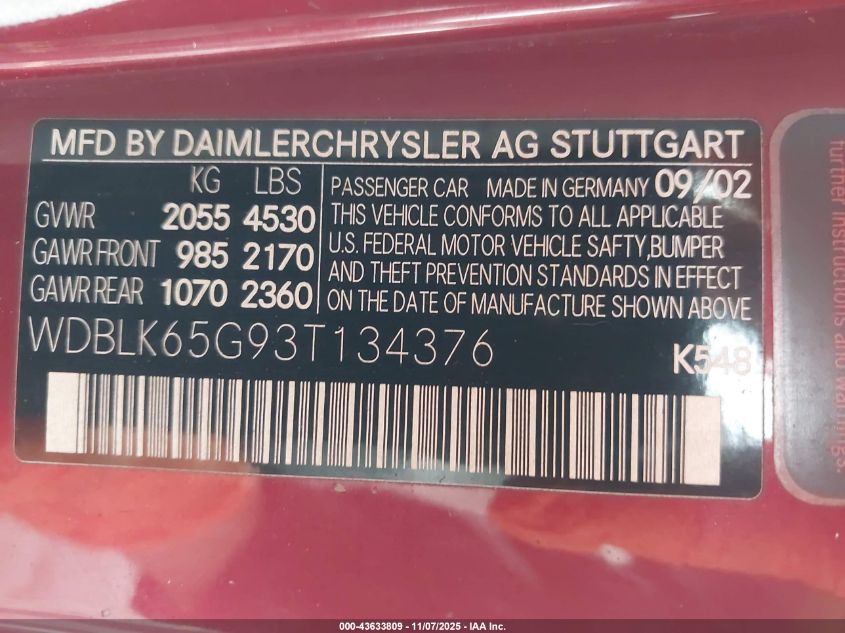 MFD BY DAIMLERCHRYSLER AG STUTTGART
KG LBS
GVWR 2055 4530
GAWR FRONT 985 2170
GAWR REAR 1070 2360
PASSENGER CAR MADE IN GERMANY 09/02
THIS VEHICLE CONFORMS TO ALL APPLICABLE
U.S. FEDERAL MOTOR VEHICLE SAFTY,BUMPER
AND THEFT PREVENTION STANDARDS IN EFFECT
ON THE DATE OF MANUFACTURE SHOWN ABOVE
WDBLK65G93T134376
K548
further instructions and warnings.
000-43633809 - 11/07/2025 - IAA Inc.